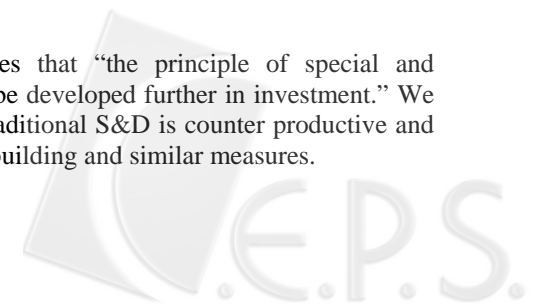 es that “the principle of special and
be developed further in investment.” We
aditional S&D is counter productive and
building and similar measures.
C.E.P.S.